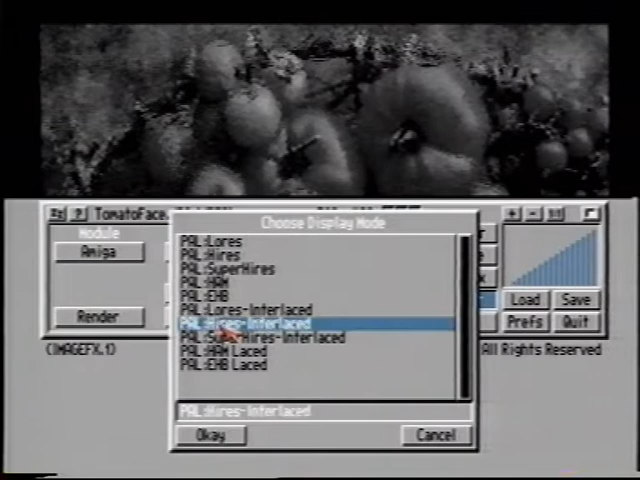 ? TomatoFace.
+ -
Choose Display Mode
Module
Amiga
Render
PAL:Lores
PAL:Hires
PAL:SuperHires
PAL:HAM
PAL:EHB
PAL:Lores-Interlaced
PAL:Hires-Interlaced
PAL:SuperHires-Interlaced
PAL:HAM Laced
PAL:EHB Laced
PAL:Hires-Interlaced
Okay
Cancel
Load
Save
Prefs
Quit
(IMAGEFX.1)
All Rights Reserved